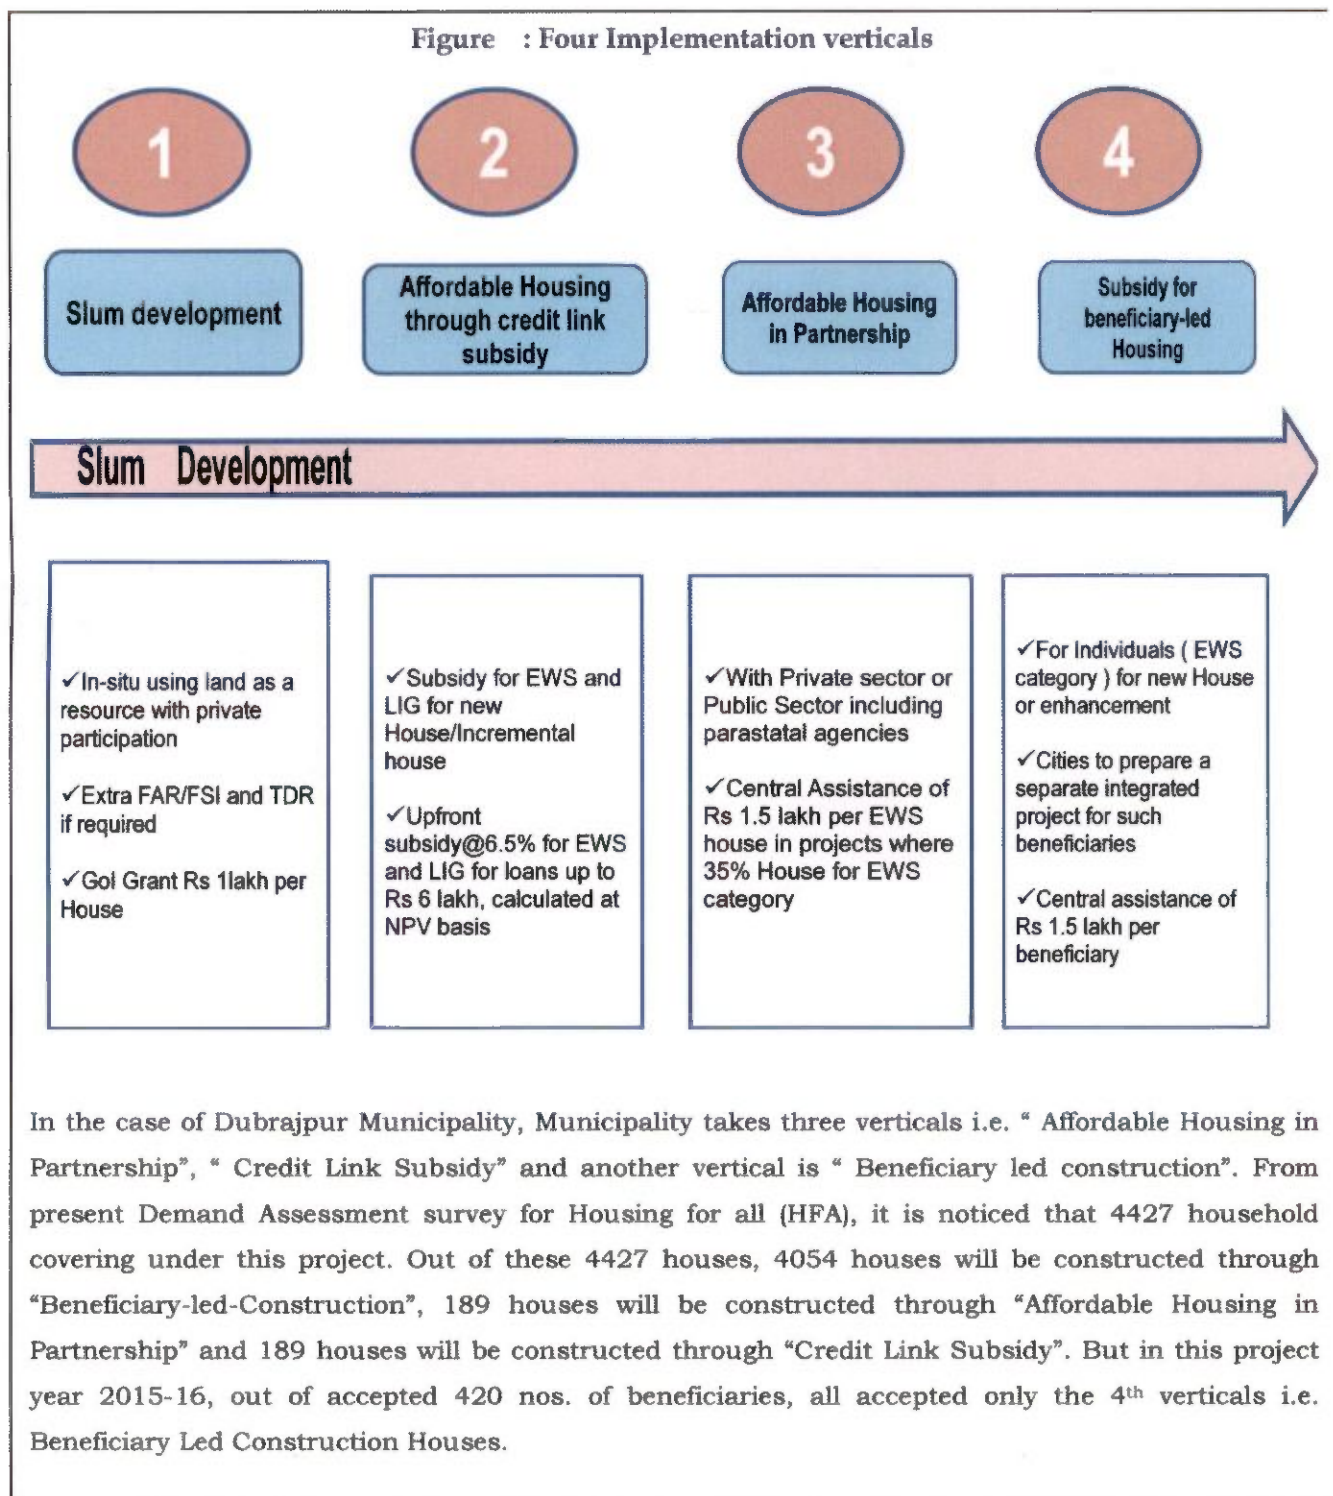 Figure : Four Implementation verticals
1
2
3
4
Slum development
Affordable Housing
through credit link
subsidy
Affordable Housing
in Partnership
Subsidy for
beneficiary-led
Housing
Slum Development
✓In-situ using land as a
resource with private
participation
✓Extra FAR/FSI and TDR
if required
✓GoI Grant Rs 1lakh per
House
✓Subsidy for EWS and
LIG for new
House/Incremental
house
✓Upfront
subsidy@6.5% for EWS
and LIG for loans up to
Rs 6 lakh, calculated at
NPV basis
✓With Private sector or
Public Sector including
parastatal agencies
✓Central Assistance of
Rs 1.5 lakh per EWS
house in projects where
35% House for EWS
category
✓For Individuals ( EWS
category ) for new House
or enhancement
✓Cities to prepare a
separate integrated
project for such
beneficiaries
✓Central assistance of
Rs 1.5 lakh per
beneficiary
In the case of Dubrajpur Municipality, Municipality takes three verticals i.e. “ Affordable Housing in
Partnership”, “ Credit Link Subsidy” and another vertical is “ Beneficiary led construction”. From
present Demand Assessment survey for Housing for all (HFA), it is noticed that 4427 household
covering under this project. Out of these 4427 houses, 4054 houses will be constructed through
“Beneficiary-led-Construction”, 189 houses will be constructed through “Affordable Housing in
Partnership” and 189 houses will be constructed through “Credit Link Subsidy”. But in this project
year 2015-16, out of accepted 420 nos. of beneficiaries, all accepted only the 4th verticals i.e.
Beneficiary Led Construction Houses.